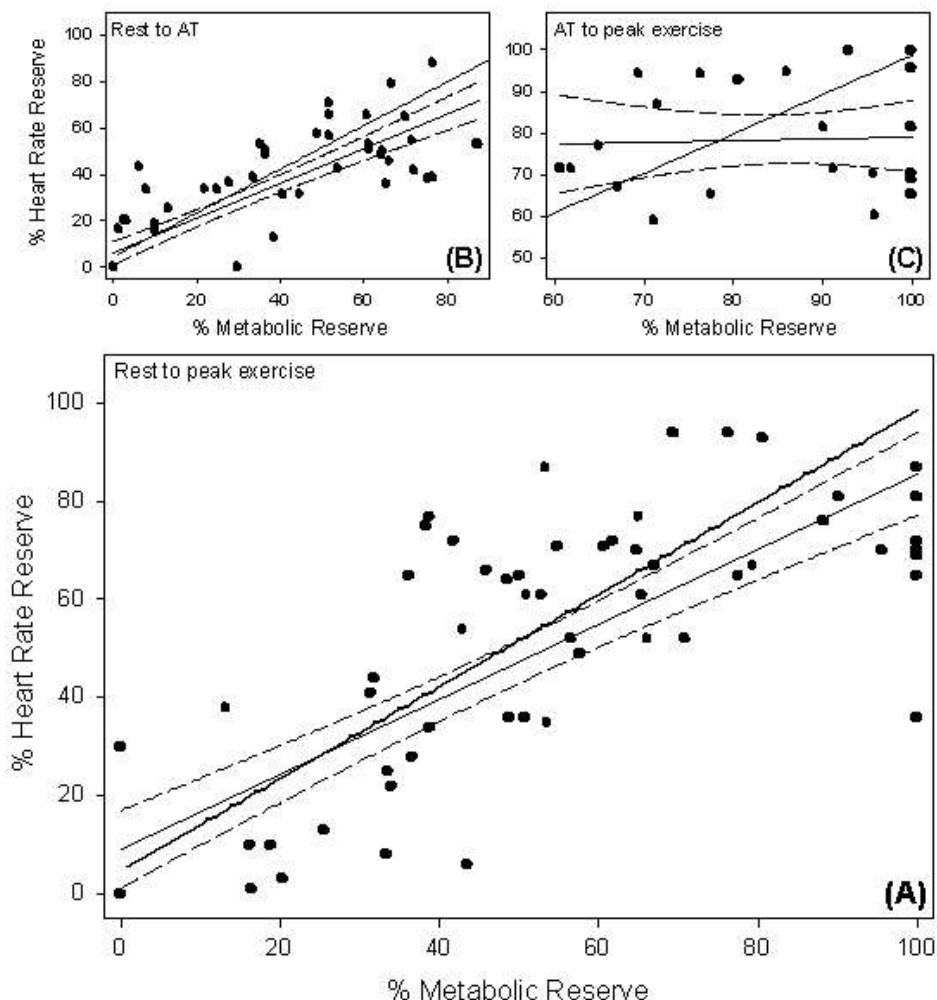 Rest to AT
100
80
60
40
20
0
% Heart Rate Reserve
0 20 40 60 80
% Metabolic Reserve
(B)
AT to peak exercise
100
90
80
70
60
50
60 70 80 90 100
% Metabolic Reserve
(C)
Rest to peak exercise
100
80
60
40
20
0
% Heart Rate Reserve
(A)
0 20 40 60 80 100
% Metabolic Reserve